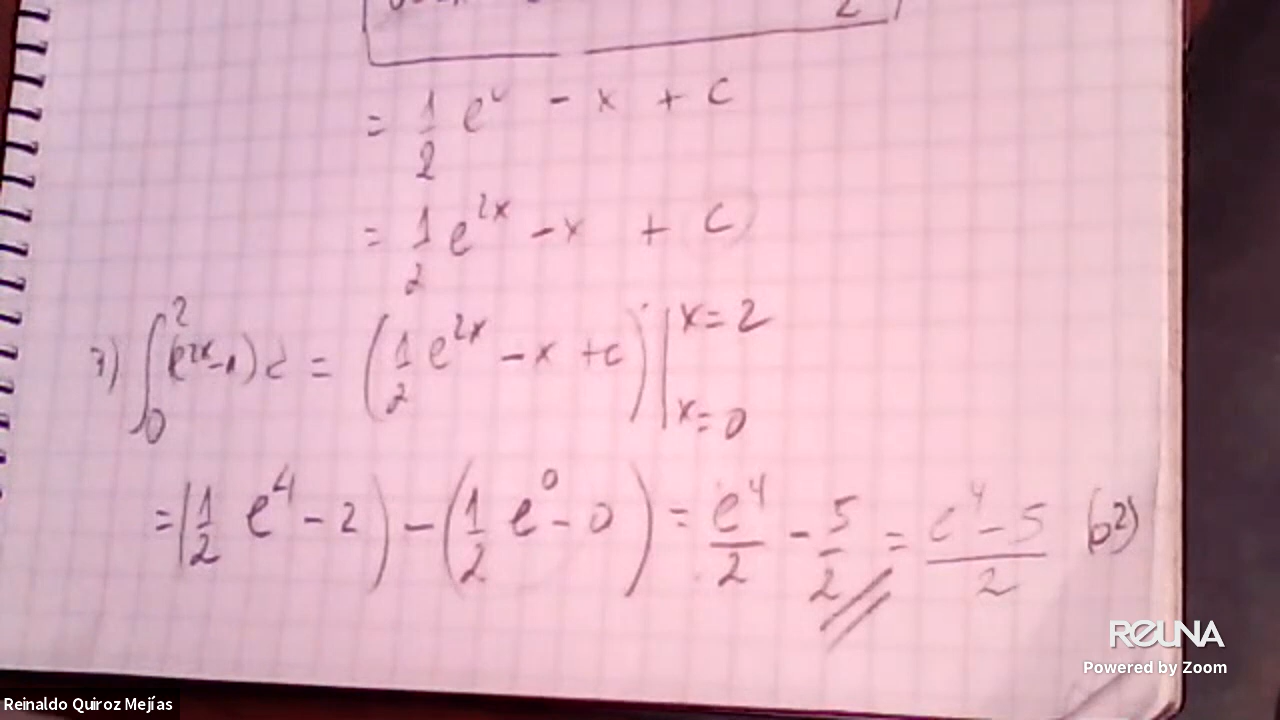 = 1/2 e^u - x + c
= 1/2 e^{2x} - x + c
3) ∫_0^2 (e^{2x}-1) d = (1/2 e^{2x} - x + c) | x=2 x=0
= (1/2 e^4 - 2) - (1/2 e^0 - 0) = e^4/2 - 5/2 = (e^4 - 5)/2
REUNA
Powered by Zoom
Reinaldo Quiroz Mejías